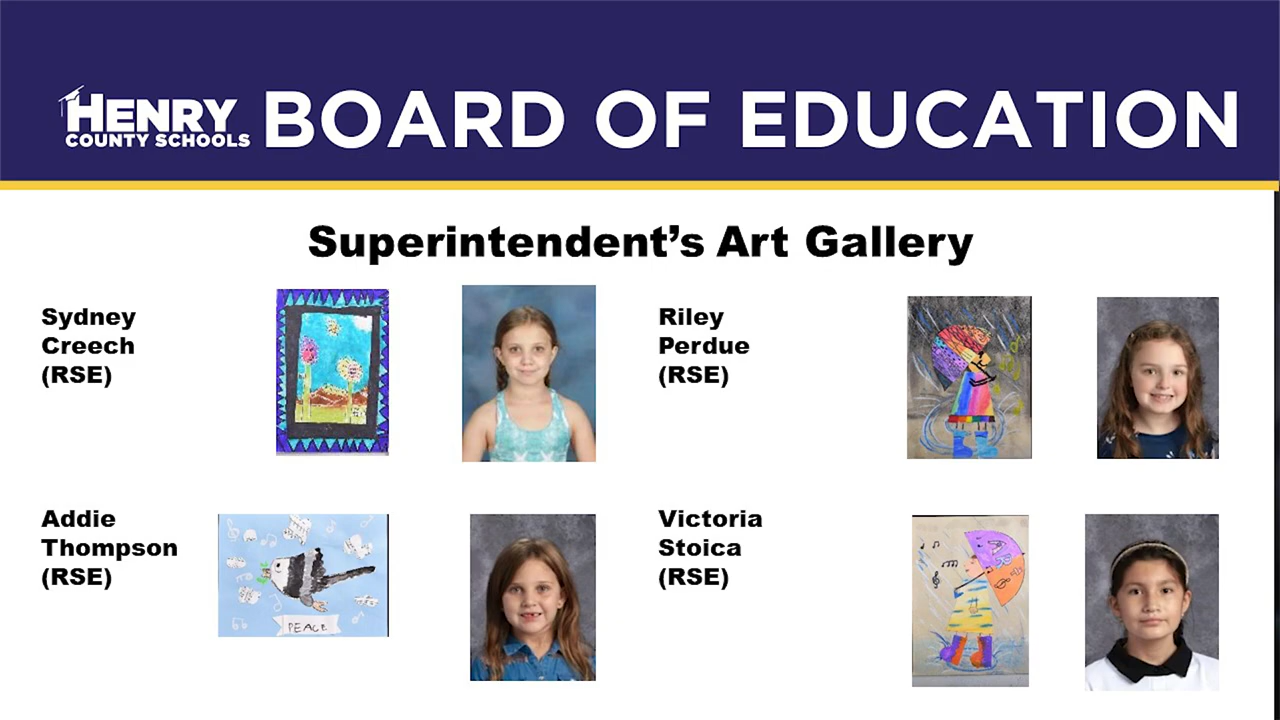 HENRY
COUNTY SCHOOLS
BOARD OF EDUCATION
Superintendent’s Art Gallery
Sydney
Creech
(RSE)
Riley
Perdue
(RSE)
Addie
Thompson
(RSE)
PEACE
Victoria
Stoica
(RSE)